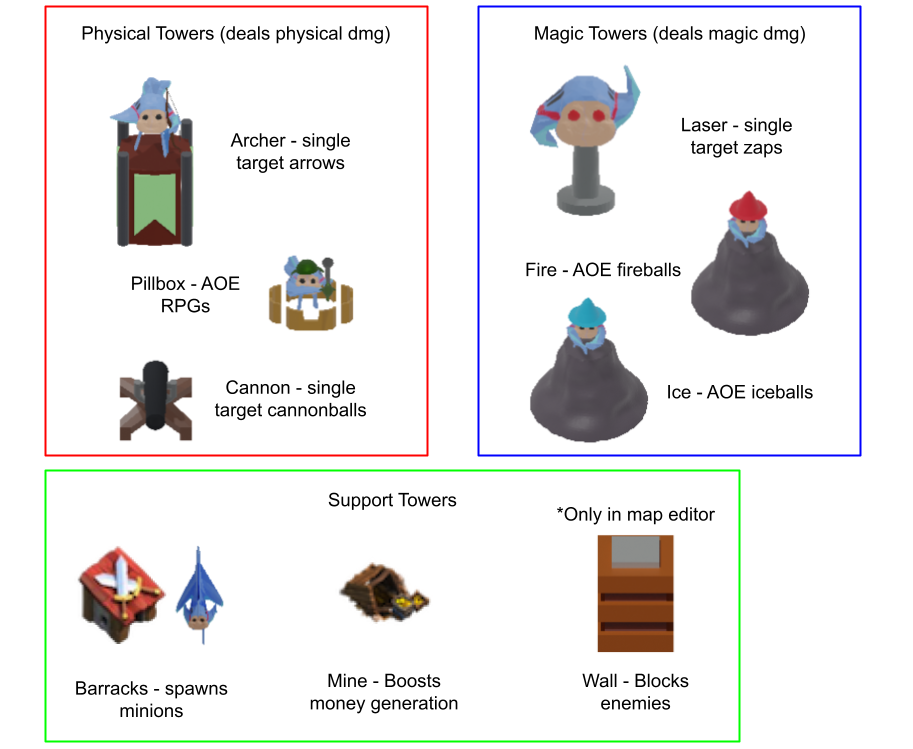 Physical Towers (deals physical dmg)
Archer - single
target arrows
Pillbox - AOE
RPGs
Cannon - single
target cannonballs
Magic Towers (deals magic dmg)
Laser - single
target zaps
Fire - AOE fireballs
Ice - AOE iceballs
Support Towers
*Only in map editor
Barracks - spawns
minions
Mine - Boosts
money generation
Wall - Blocks
enemies